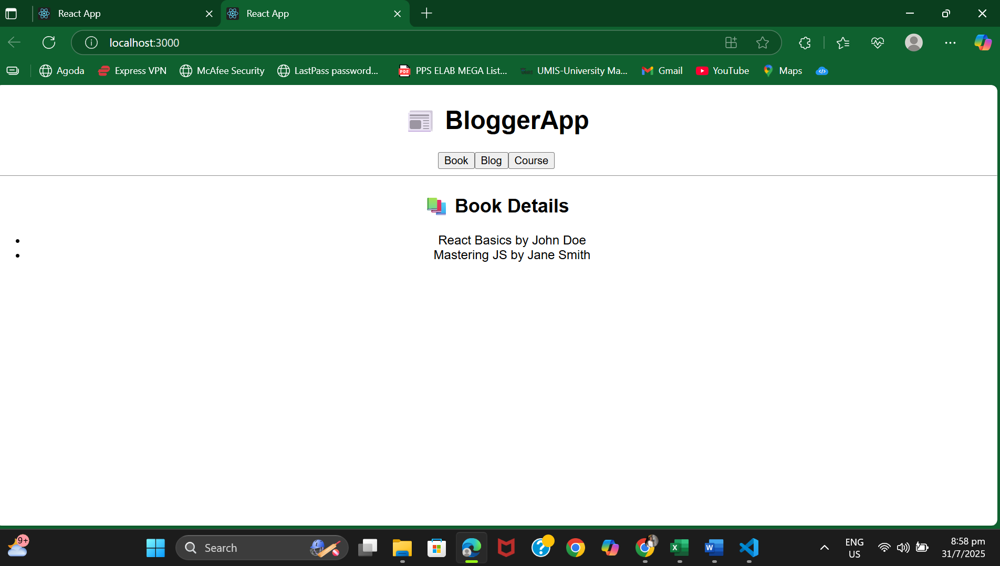 React App
React App
localhost:3000
Agoda
Express VPN
McAfee Security
LastPass password...
PDF
PPS ELAB MEGA List...
UMIS-University Ma...
Gmail
YouTube
Maps
BloggerApp
Book
Blog
Course
Book Details
• React Basics by John Doe
• Mastering JS by Jane Smith
9+
Search
ENG
US
8:58 pm
31/7/2025